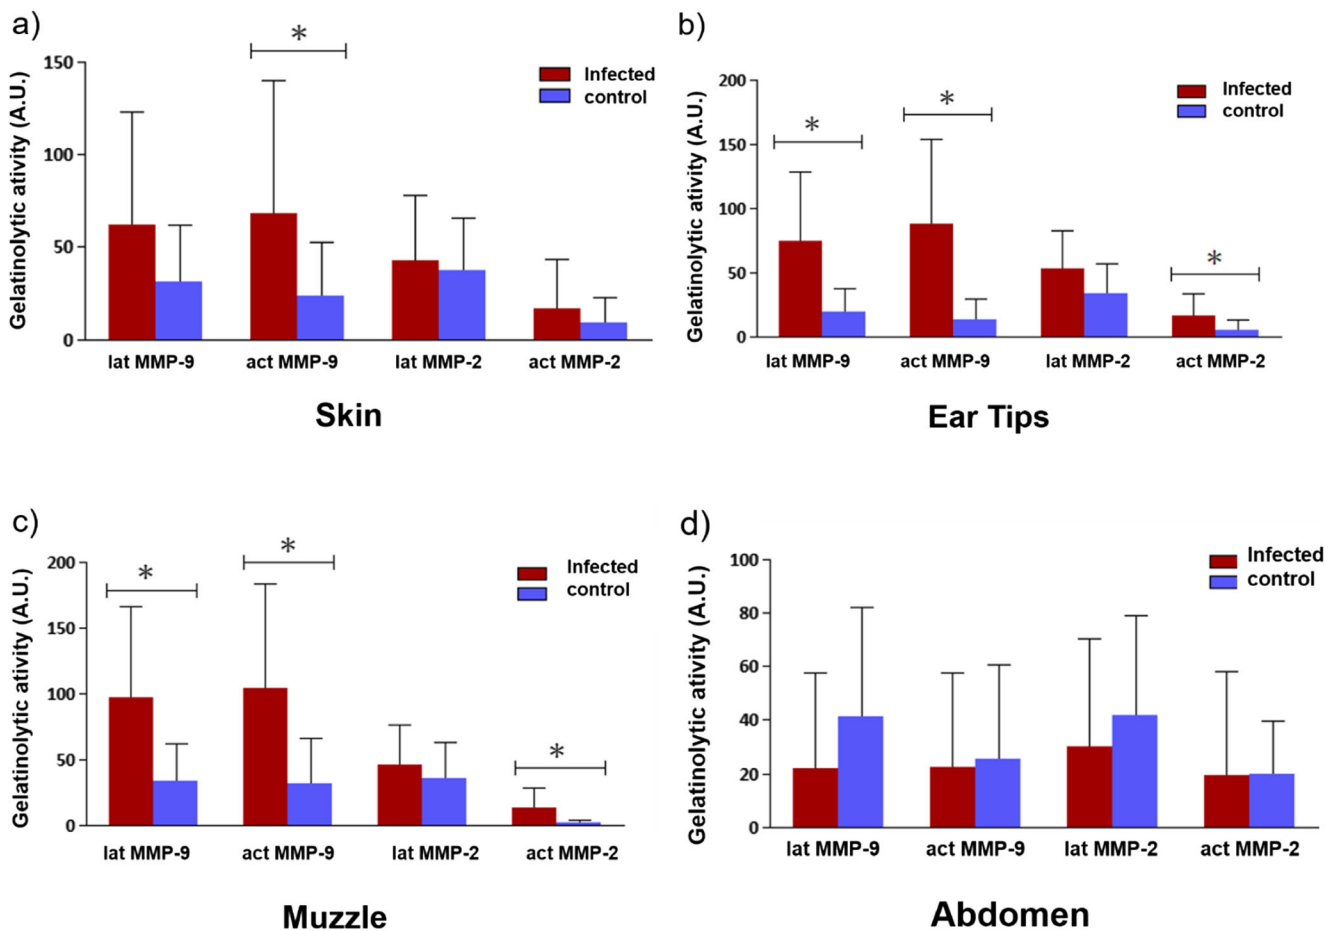 a)
*
Gelatinolytic ativity (A.U.)
150
100
50
0
Infected
control
lat MMP-9 act MMP-9 lat MMP-2 act MMP-2
Skin
b)
* * *
Gelatinolytic ativity (A.U.)
200
150
100
50
0
Infected
control
lat MMP-9 act MMP-9 lat MMP-2 act MMP-2
Ear Tips
c)
* * *
Gelatinolytic ativity (A.U.)
200
150
100
50
0
Infected
control
lat MMP-9 act MMP-9 lat MMP-2 act MMP-2
Muzzle
d)
Gelatinolytic ativity (A.U.)
100
80
60
40
20
0
Infected
control
lat MMP-9 act MMP-9 lat MMP-2 act MMP-2
Abdomen